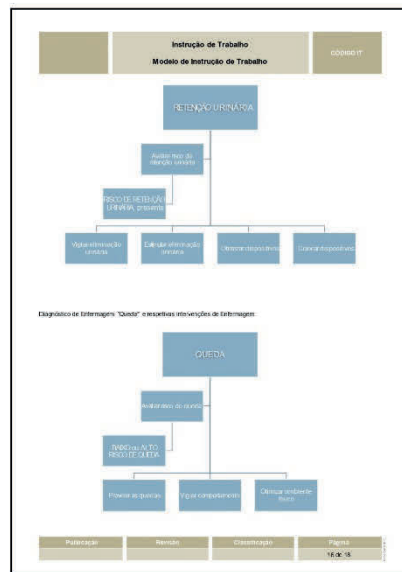 Instrução de Trabalho
Modelo de Instrução de Trabalho
CÓDIGO IT
RETENÇÃO URINÁRIA
Avaliar risco de
retenção urinária
RISCO DE RETENÇÃO
URINÁRIA, presente
Vigiar eliminação
urinária
Estimular eliminação
urinária
Otimizar dispositivos
Colocar dispositivos
Diagnóstico de Enfermagem: "Queda" e respetivas intervenções de Enfermagem
QUEDA
Avaliar risco de queda
BAIXO ou ALTO
RISCO DE QUEDA
Prevenir as quedas
Vigiar comportamento
Otimizar ambiente
físico
Publicação
Revisão
Classificação
Página
16 de 18